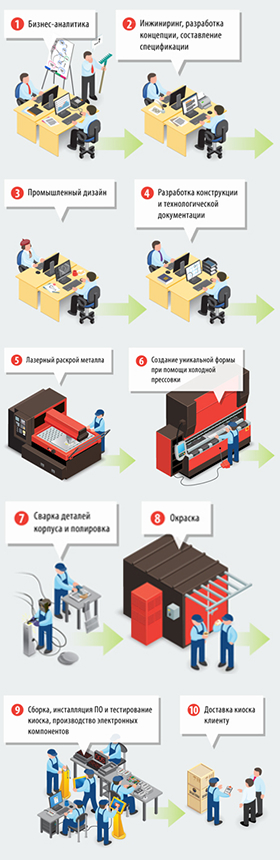 1 Бизнес-аналитика
2 Инжиниринг, разработка
концепции, составление
спецификации
3 Промышленный дизайн
4 Разработка конструкции
и технологической
документации
5 Лазерный раскрой металла
6 Создание уникальной формы
при помощи холодной
прессовки
7 Сварка деталей
корпуса и полировка
8 Окраска
9 Сборка, инсталляция ПО и тестирование
киоска, производство электронных
компонентов
10 Доставка киоска
клиенту